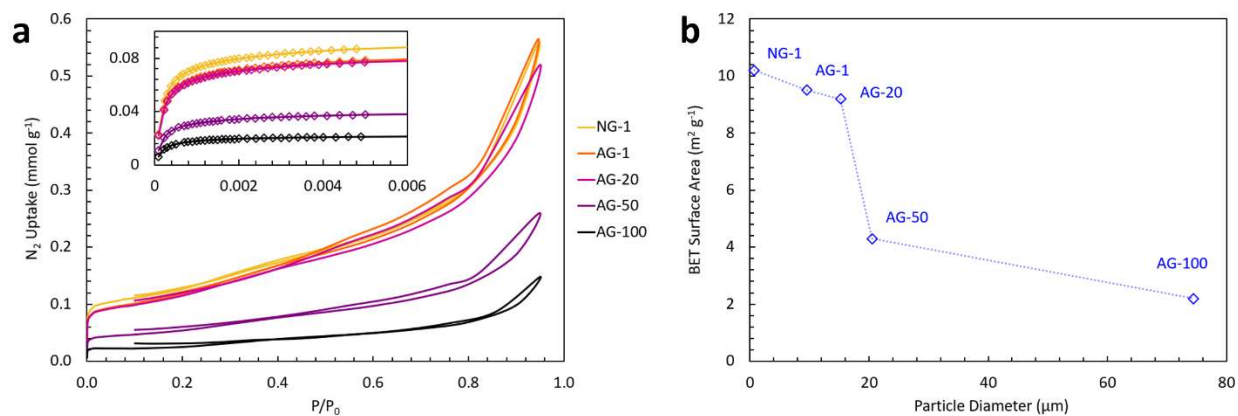 a
N₂ Uptake (mmol g⁻¹)
0.6
0.5
0.4
0.3
0.2
0.1
0.0
0.0 0.2 0.4 0.6 0.8 1.0
P/P₀
0.08
0.04
0
0 0.002 0.004 0.006
NG-1
AG-1
AG-20
AG-50
AG-100
b
BET Surface Area (m² g⁻¹)
12
10
8
6
4
2
0
0 20 40 60 80
Particle Diameter (µm)
NG-1
AG-1
AG-20
AG-50
AG-100